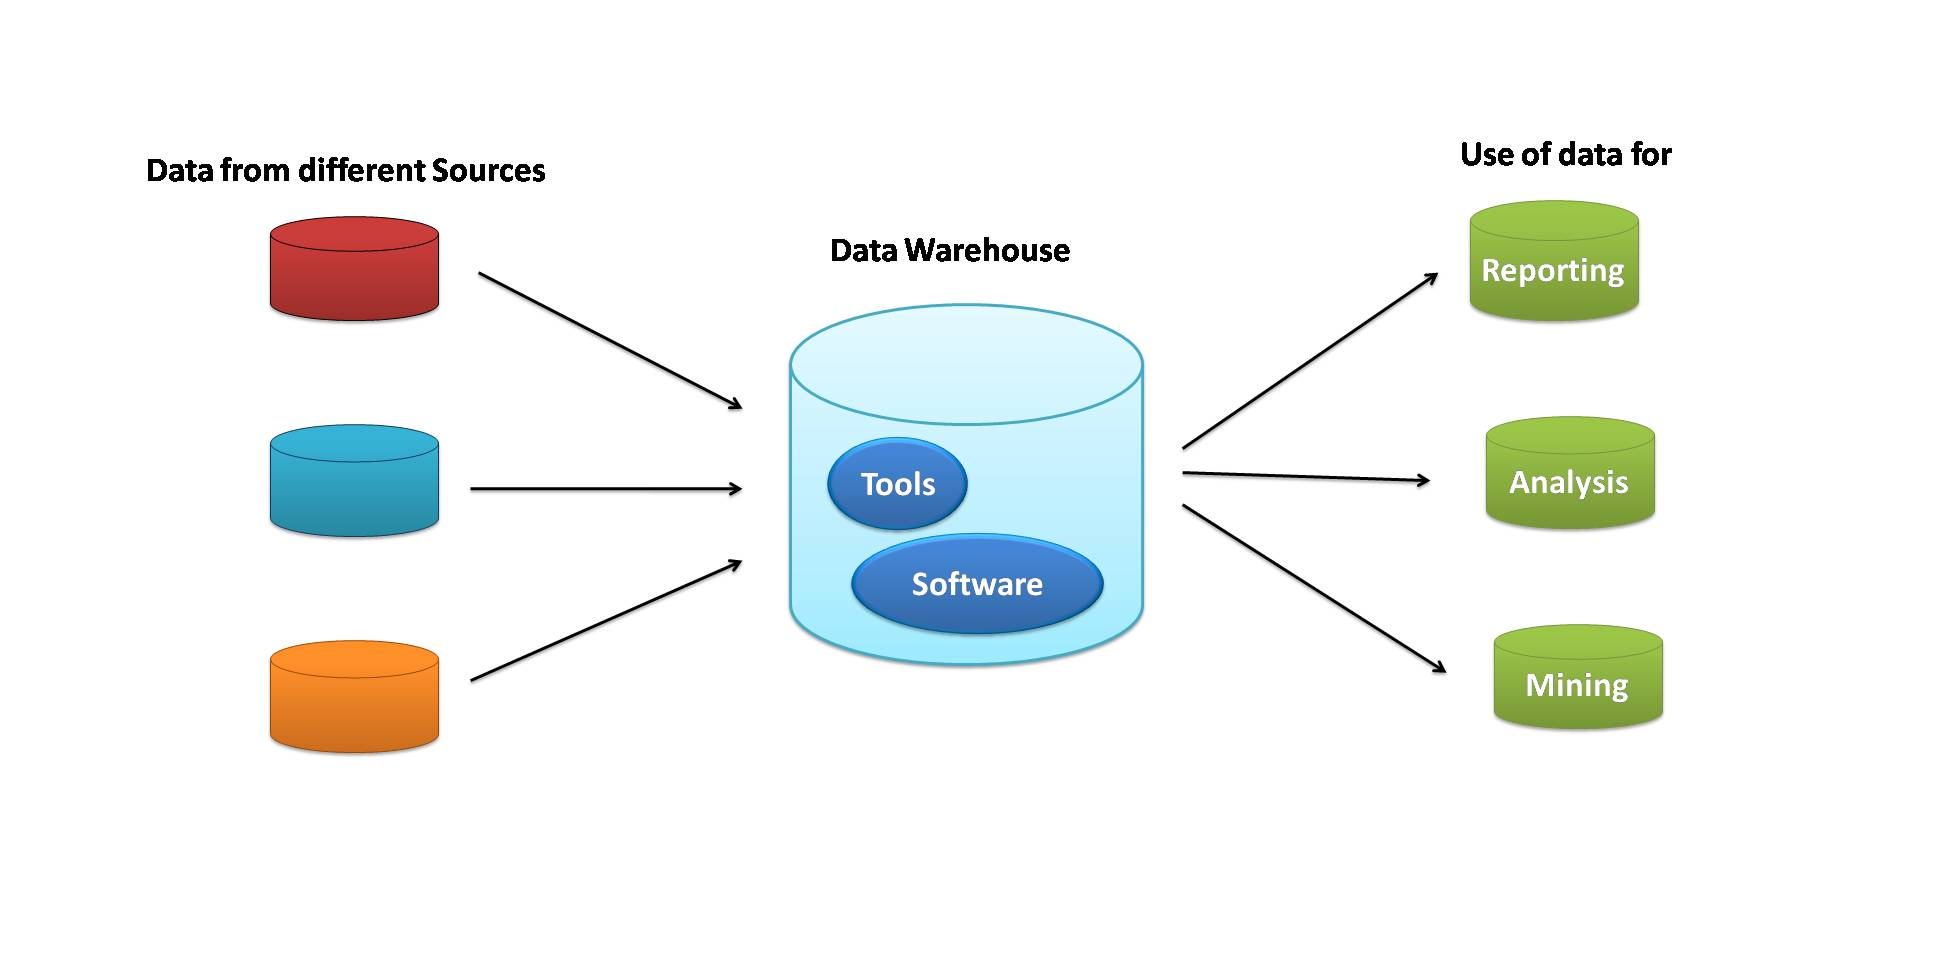 Data from different Sources
Data Warehouse
Tools
Software
Use of data for
Reporting
Analysis
Mining